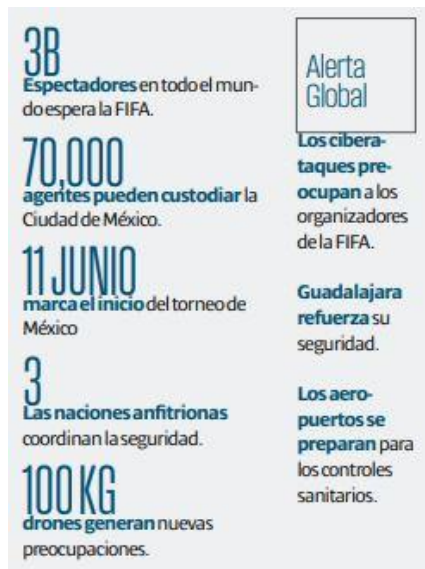 3B
Espectadores en todo el mun-
do espera la FIFA.
70,000
agentes pueden custodiar la
Ciudad de México.
11 JUNIO
marca el inicio del torneo de
México
3
Las naciones anfitrionas
coordinan la seguridad.
100 KG
drones generan nuevas
preocupaciones.
Alerta
Global
Los cibera-
taques pre-
ocupan a los
organizadores
de la FIFA.
Guadalajara
refuerza su
seguridad.
Los aero-
puertos se
preparan para
los controles
sanitarios.